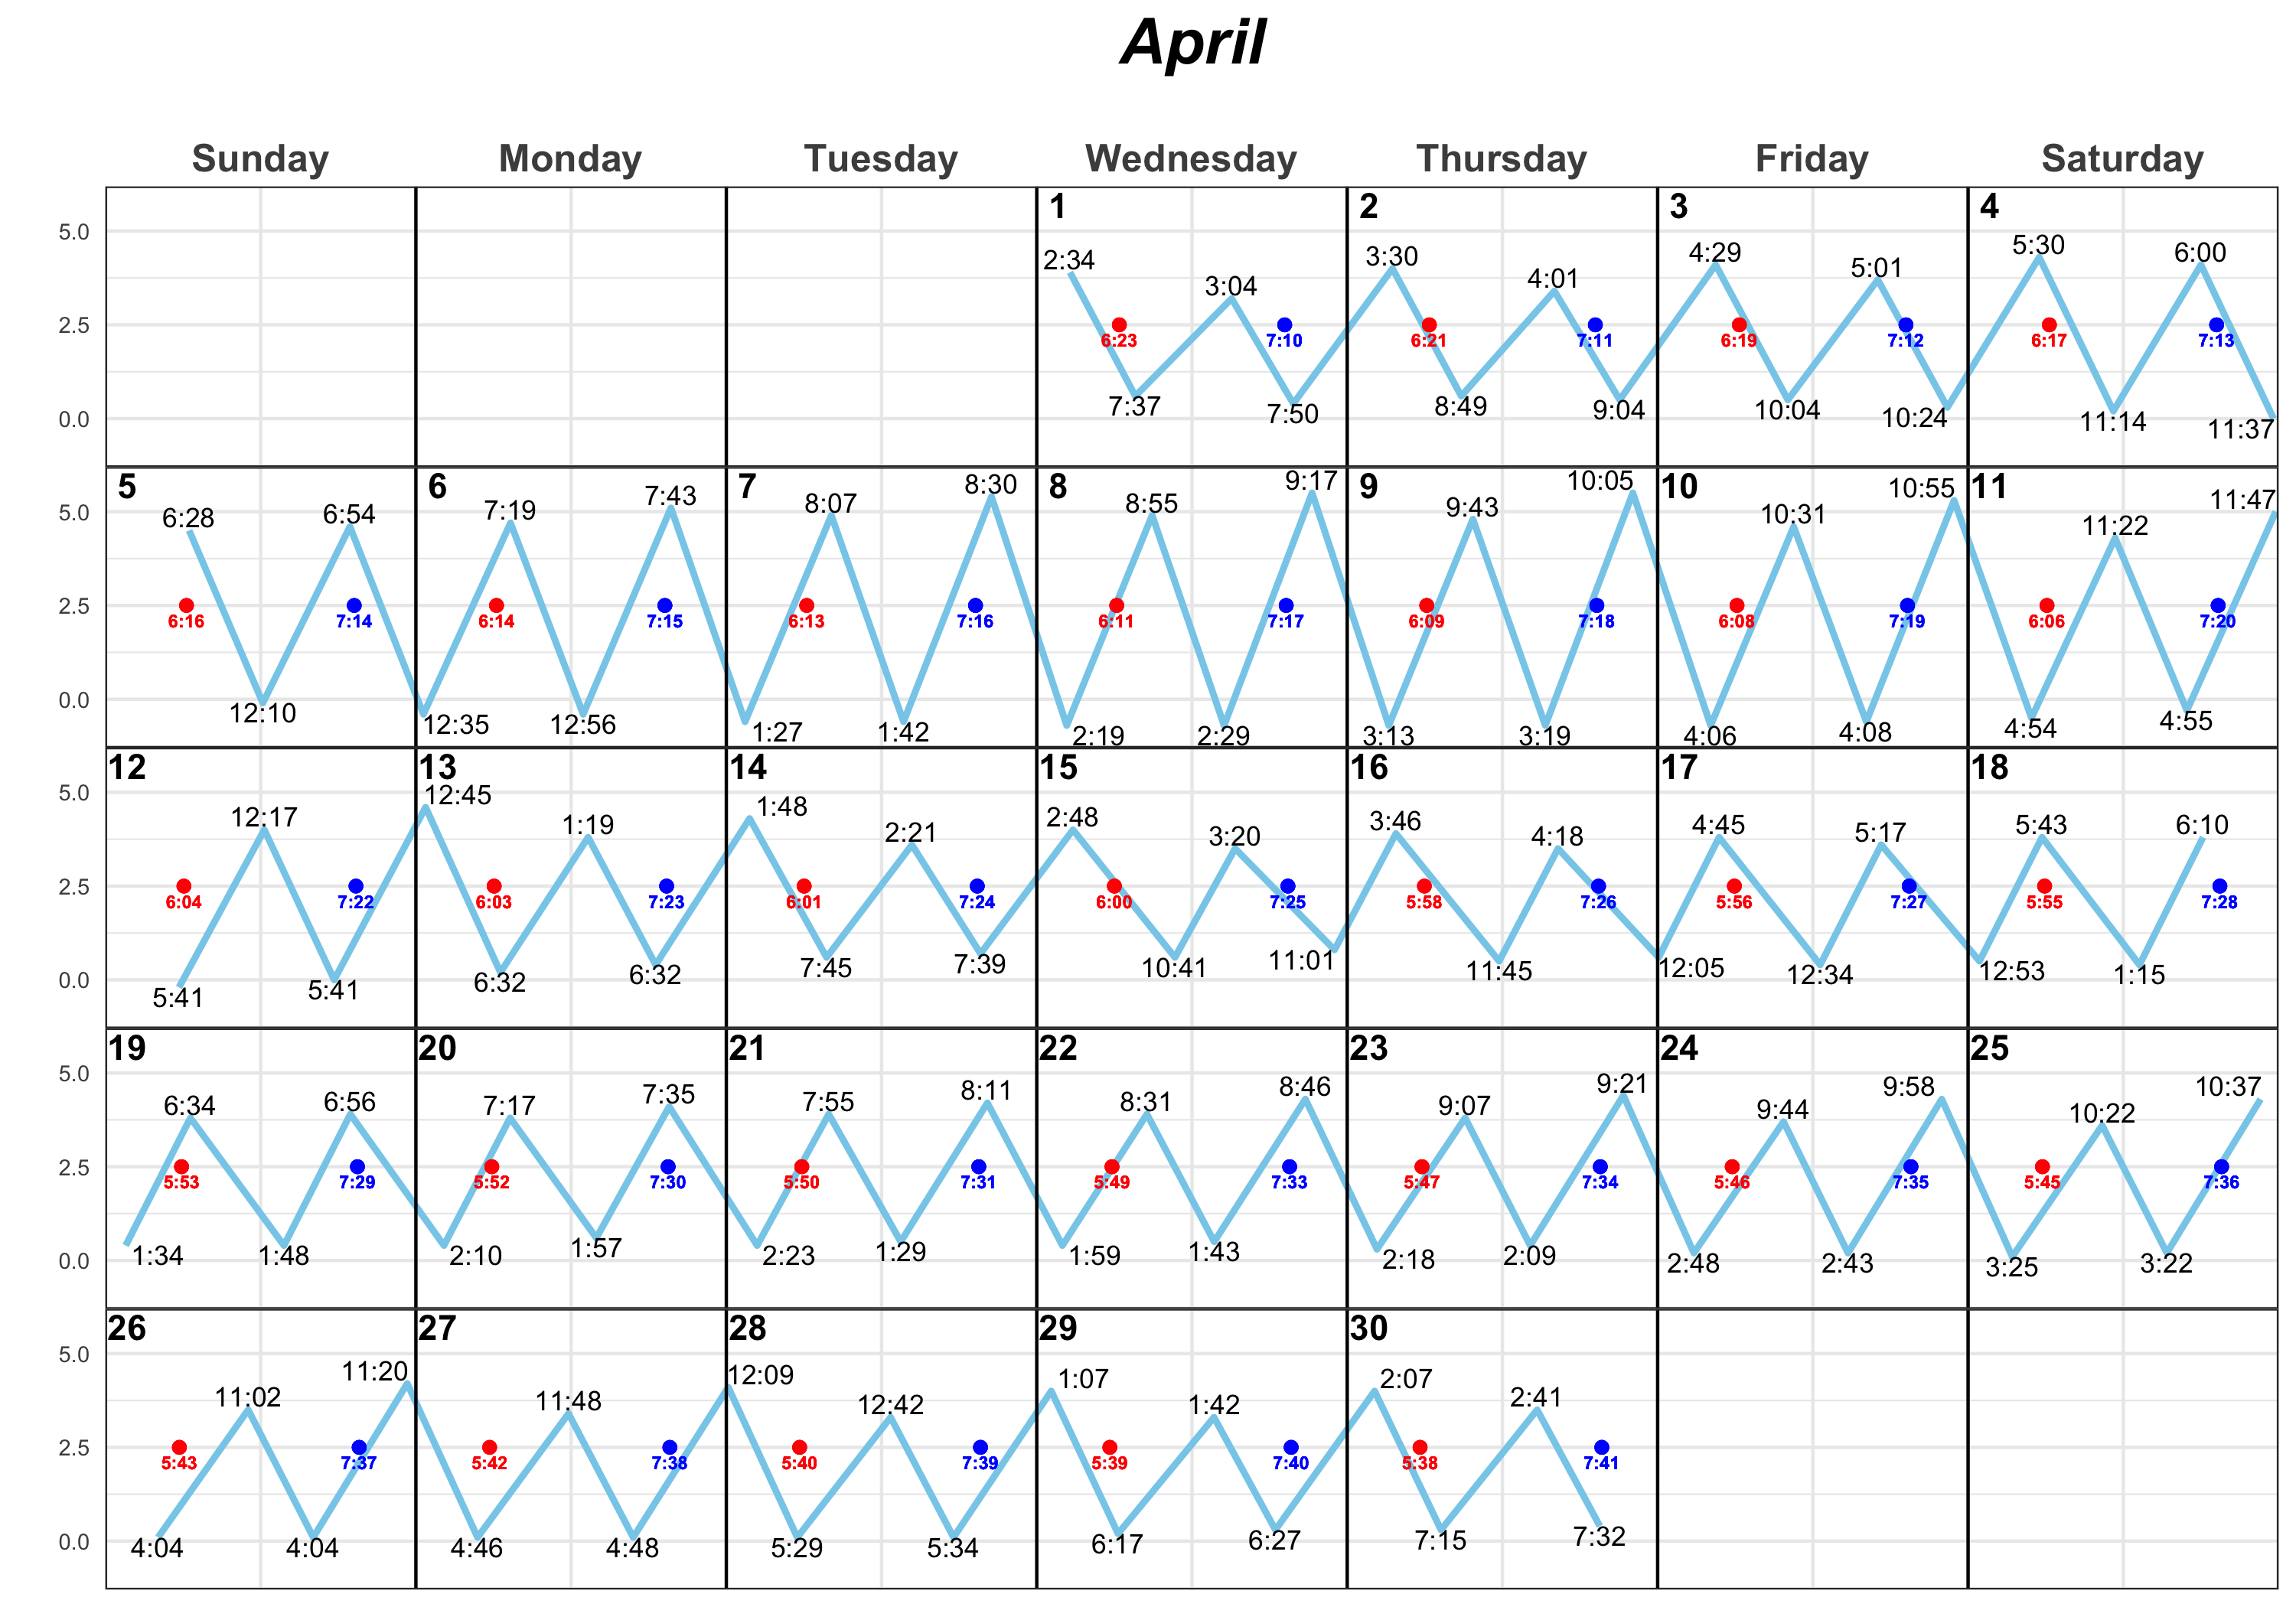 April
Sunday Monday Tuesday Wednesday Thursday Friday Saturday
1 2 3 4
5.0
2.5
0.0
2:34 3:04 3:30 4:01 4:29 5:01 5:30 6:00
6:23 7:10 6:21 7:11 6:19 7:12 6:17 7:13
7:37 7:50 8:49 9:04 10:04 10:24 11:14 11:37
5 6 7 8 9 10 11
5.0
2.5
0.0
6:28 6:54 7:19 7:43 8:07 8:30 8:55 9:17 9:43 10:05 10:31 10:55 11:22 11:47
6:16 7:14 6:14 7:15 6:13 7:16 6:11 7:17 6:09 7:18 6:08 7:19 6:06 7:20
12:10 12:35 12:56 1:27 1:42 2:19 2:29 3:13 3:19 4:06 4:08 4:54 4:55
12 13 14 15 16 17 18
5.0
2.5
0.0
12:17 12:45 1:19 1:48 2:21 2:48 3:20 3:46 4:18 4:45 5:17 5:43 6:10
6:04 7:22 6:03 7:23 6:01 7:24 6:00 7:25 5:58 7:26 5:56 7:27 5:55 7:28
5:41 5:41 6:32 6:32 7:45 7:39 10:41 11:01 11:45 12:05 12:34 12:53 1:15
19 20 21 22 23 24 25
5.0
2.5
0.0
6:34 6:56 7:17 7:35 7:55 8:11 8:31 8:46 9:07 9:21 9:44 9:58 10:22 10:37
5:53 7:29 5:52 7:30 5:50 7:31 5:49 7:33 5:47 7:34 5:46 7:35 5:45 7:36
1:34 1:48 2:10 1:57 2:23 1:29 1:59 1:43 2:18 2:09 2:48 2:43 3:25 3:22
26 27 28 29 30
5.0
2.5
0.0
11:02 11:20 11:48 12:09 12:42 1:07 1:42 2:07 2:41
5:43 7:37 5:42 7:38 5:40 7:39 5:39 7:40 5:38 7:41
4:04 4:04 4:46 4:48 5:29 5:34 6:17 6:27 7:15 7:32